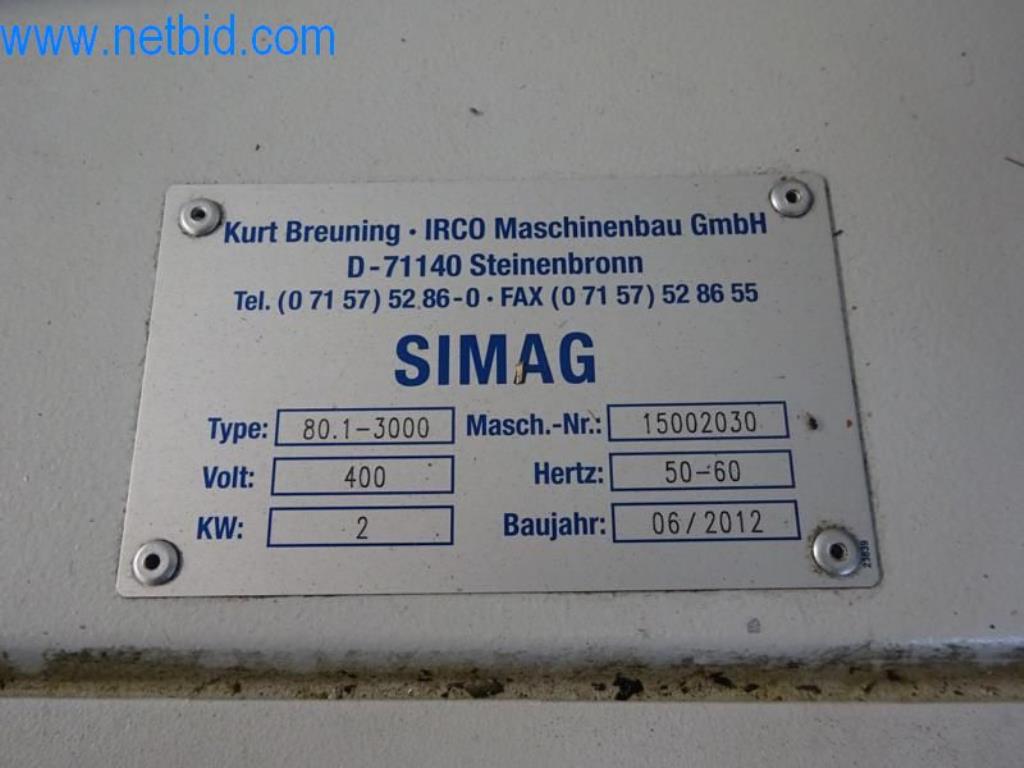 www.netbid.com
Kurt Breuning · IRCO Maschinenbau GmbH
D-71140 Steinenbronn
Tel. (0 71 57) 52 86-0 · FAX (0 71 57) 52 86 55
SIMAG
Type: 80.1-3000 Masch.-Nr.: 15002030
Volt: 400 Hertz: 50-60
KW: 2 Baujahr: 06/2012